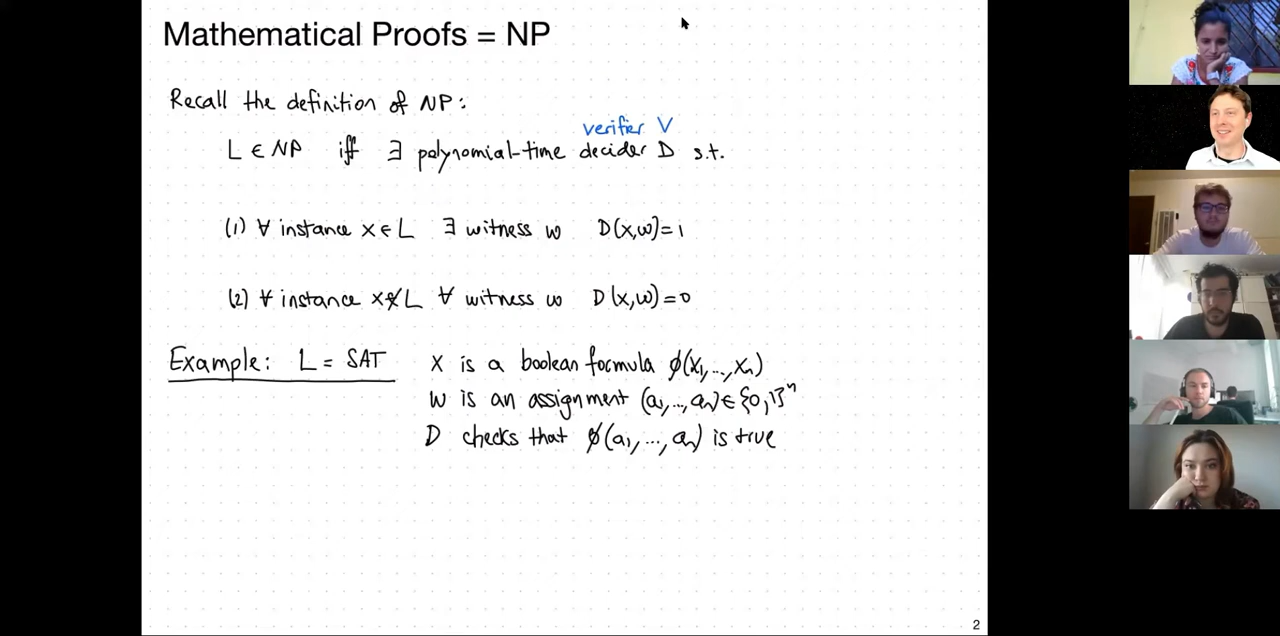 Mathematical Proofs = NP
Recall the definition of NP:
verifier V
L ∈ NP iff ∃ polynomial-time decider D s.t.
(1) ∀ instance x ∈ L ∃ witness w D(x,w)=1
(2) ∀ instance x ∉ L ∀ witness w D(x,w)=0
Example: L = SAT X is a boolean formula ϕ(x₁,...,xₙ)
W is an assignment (a₁,...,aₙ) ∈ {0,1}ⁿ
D checks that ϕ(a₁,...,aₙ) is true
2